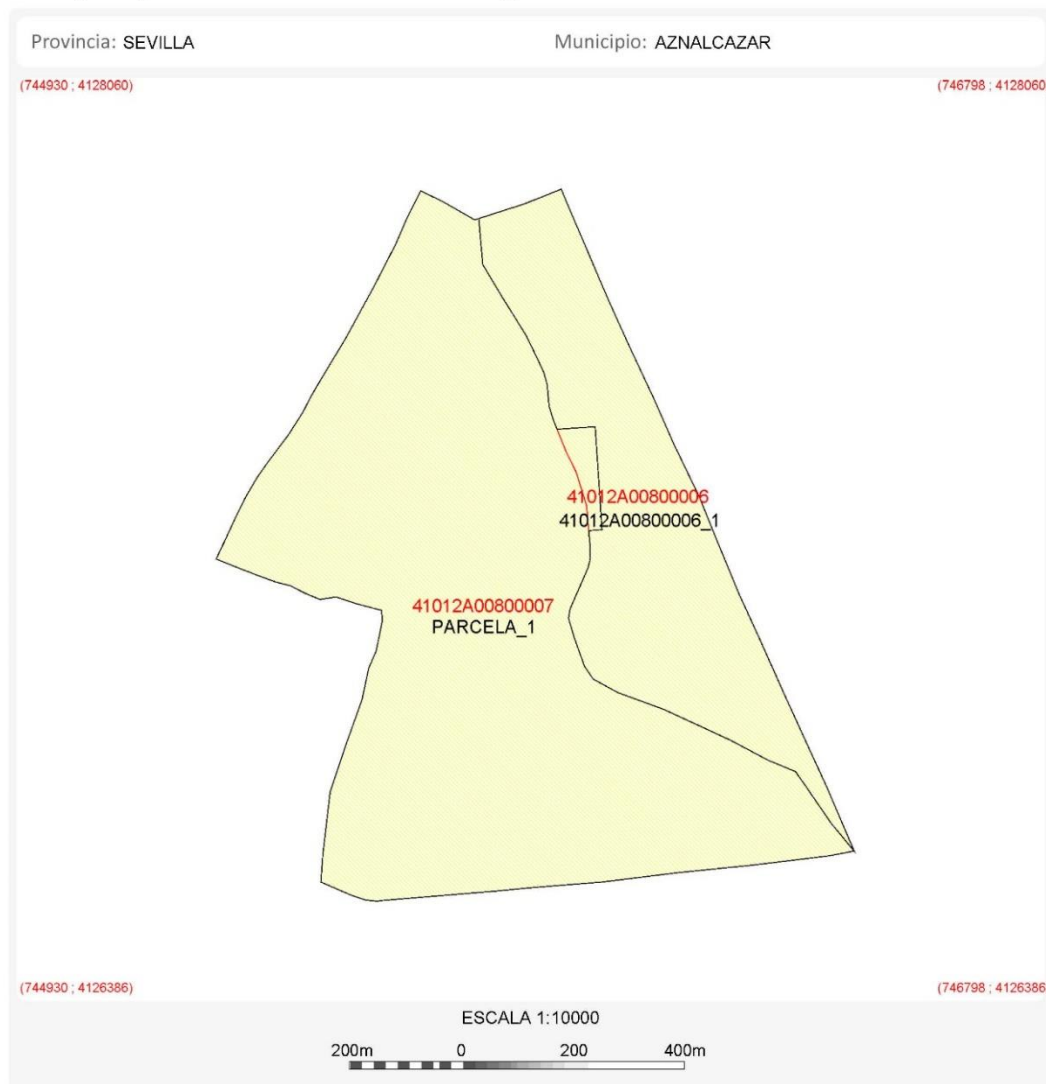 Provincia: SEVILLA Municipio: AZNALCAZAR
(744930 ; 4128060) (746798 ; 4128060
41012A00800006
41012A00800006_1
41012A00800007
PARCELA_1
(744930 ; 4126386) (746798 ; 4126386
ESCALA 1:10000
200m 0 200 400m